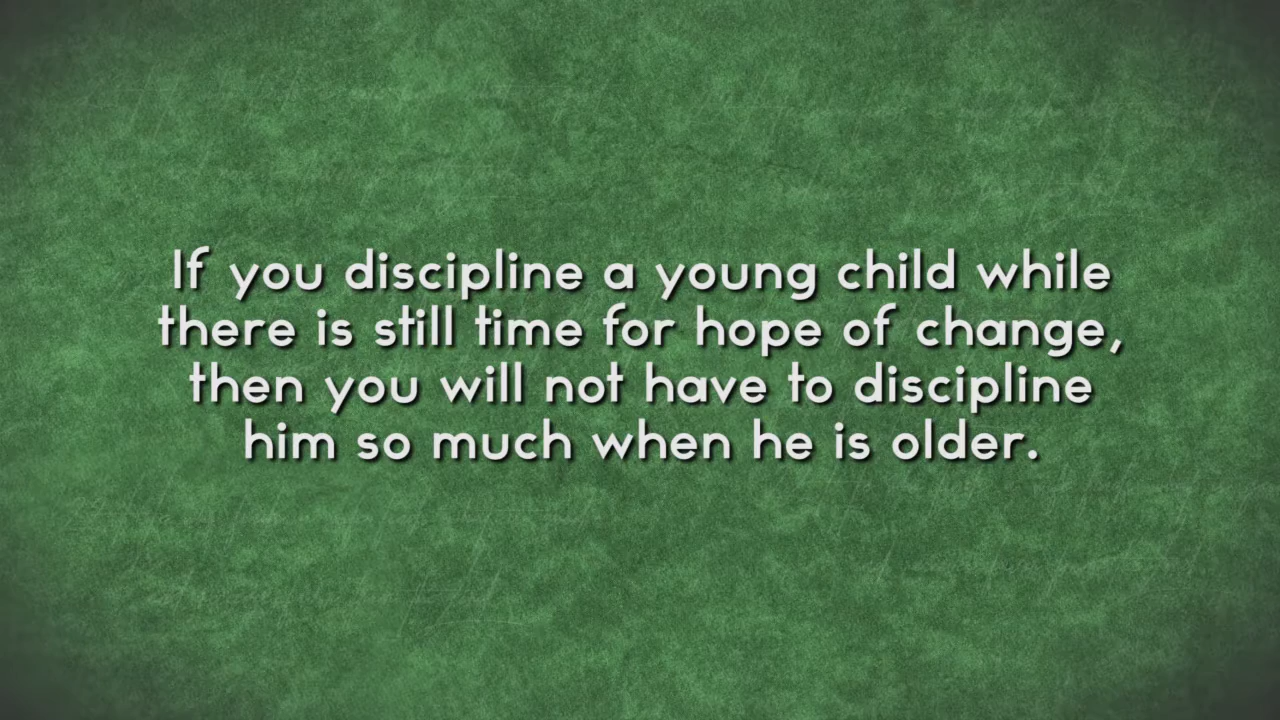 If you discipline a young child while
there is still time for hope of change,
then you will not have to discipline
him so much when he is older.